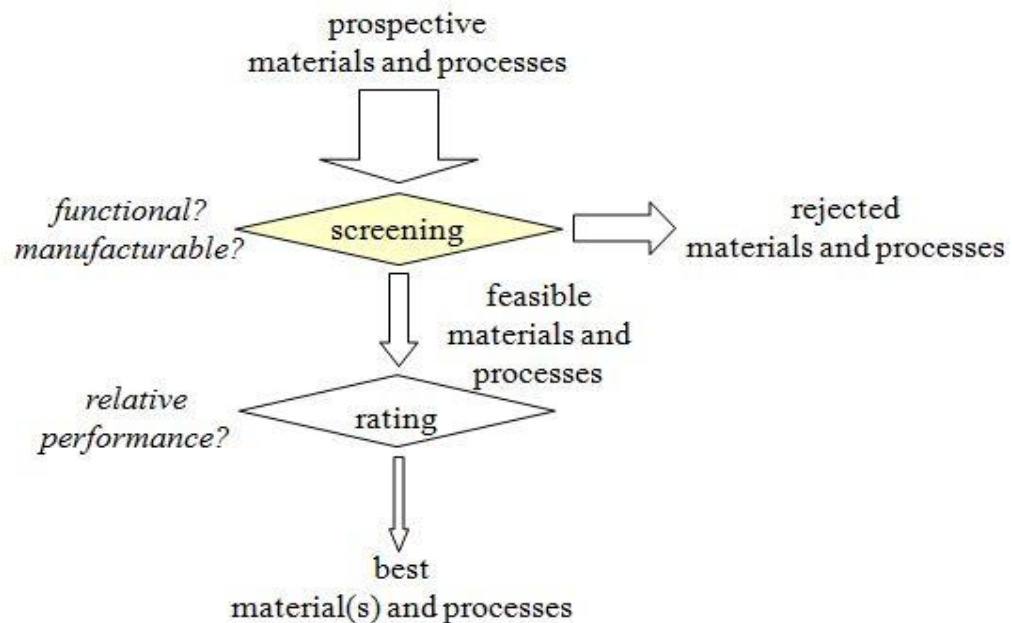 prospective
materials and processes
functional?
manufacturable?
screening
rejected
materials and processes
feasible
materials and
processes
relative
performance?
rating
best
material(s) and processes